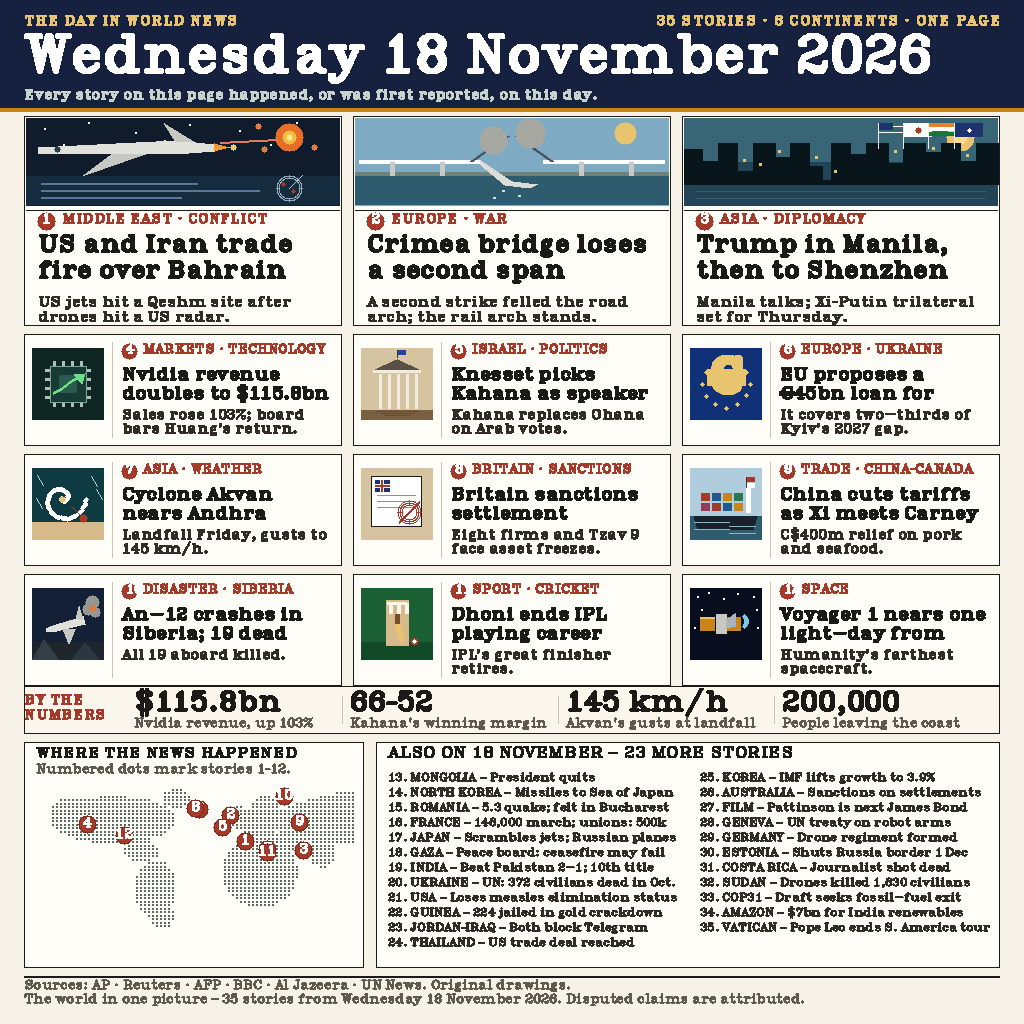 THE DAY IN WORLD NEWS
35 STORIES · 6 CONTINENTS · ONE PAGE
Wednesday 18 November 2026
Every story on this page happened, or was first reported, on this day.
1 MIDDLE EAST · CONFLICT
US and Iran trade
fire over Bahrain
US jets hit a Qeshm site after
drones hit a US radar.
2 EUROPE · WAR
Crimea bridge loses
a second span
A second strike felled the road
arch; the rail arch stands.
3 ASIA · DIPLOMACY
Trump in Manila,
then to Shenzhen
Manila talks; Xi-Putin trilateral
set for Thursday.
4 MARKETS · TECHNOLOGY
Nvidia revenue
doubles to $115.8bn
Sales rose 103%; board
bars Huang's return.
5 ISRAEL · POLITICS
Knesset picks
Kahana as speaker
Kahana replaces Ohana
on Arab votes.
6 EUROPE · UKRAINE
EU proposes a
€45bn loan for
It covers two-thirds of
Kyiv's 2027 gap.
7 ASIA · WEATHER
Cyclone Akvan
nears Andhra
Landfall Friday, gusts to
145 km/h.
8 BRITAIN · SANCTIONS
Britain sanctions
settlement
Eight firms and Tzav 9
face asset freezes.
9 TRADE · CHINA-CANADA
China cuts tariffs
as Xi meets Carney
C$400m relief on pork
and seafood.
1 DISASTER · SIBERIA
An-12 crashes in
Siberia; 19 dead
All 19 aboard killed.
1 SPORT · CRICKET
Dhoni ends IPL
playing career
IPL's great finisher
retires.
1 SPACE
Voyager 1 nears one
light-day from
Humanity's farthest
spacecraft.
BY THE
NUMBERS
$115.8bn
Nvidia revenue, up 103%
66-52
Kahana's winning margin
145 km/h
Akvan's gusts at landfall
200,000
People leaving the coast
WHERE THE NEWS HAPPENED
Numbered dots mark stories 1-12.
10
8
2
4
6
9
12
1
11
3
ALSO ON 18 NOVEMBER – 23 MORE STORIES
13. MONGOLIA – President quits
14. NORTH KOREA – Missiles to Sea of Japan
15. ROMANIA – 5.3 quake; felt in Bucharest
16. FRANCE – 146,000 march; unions: 500k
17. JAPAN – Scrambles jets; Russian planes
18. GAZA – Peace board: ceasefire may fail
19. INDIA – Beat Pakistan 2-1; 10th title
20. UKRAINE – UN: 372 civilians dead in Oct.
21. USA – Loses measles elimination status
22. GUINEA – 224 jailed in gold crackdown
23. JORDAN-IRAQ – Both block Telegram
24. THAILAND – US trade deal reached
25. KOREA – IMF lifts growth to 3.9%
26. AUSTRALIA – Sanctions on settlements
27. FILM – Pattinson is next James Bond
28. GENEVA – UN treaty on robot arms
29. GERMANY – Drone regiment formed
30. ESTONIA – Shuts Russia border 1 Dec
31. COSTA RICA – Journalist shot dead
32. SUDAN – Drones killed 1,630 civilians
33. COP31 – Draft seeks fossil-fuel exit
34. AMAZON – $7bn for India renewables
35. VATICAN – Pope Leo ends S. America tour
Sources: AP · Reuters · AFP · BBC · Al Jazeera · UN News. Original drawings.
The world in one picture – 35 stories from Wednesday 18 November 2026. Disputed claims are attributed.